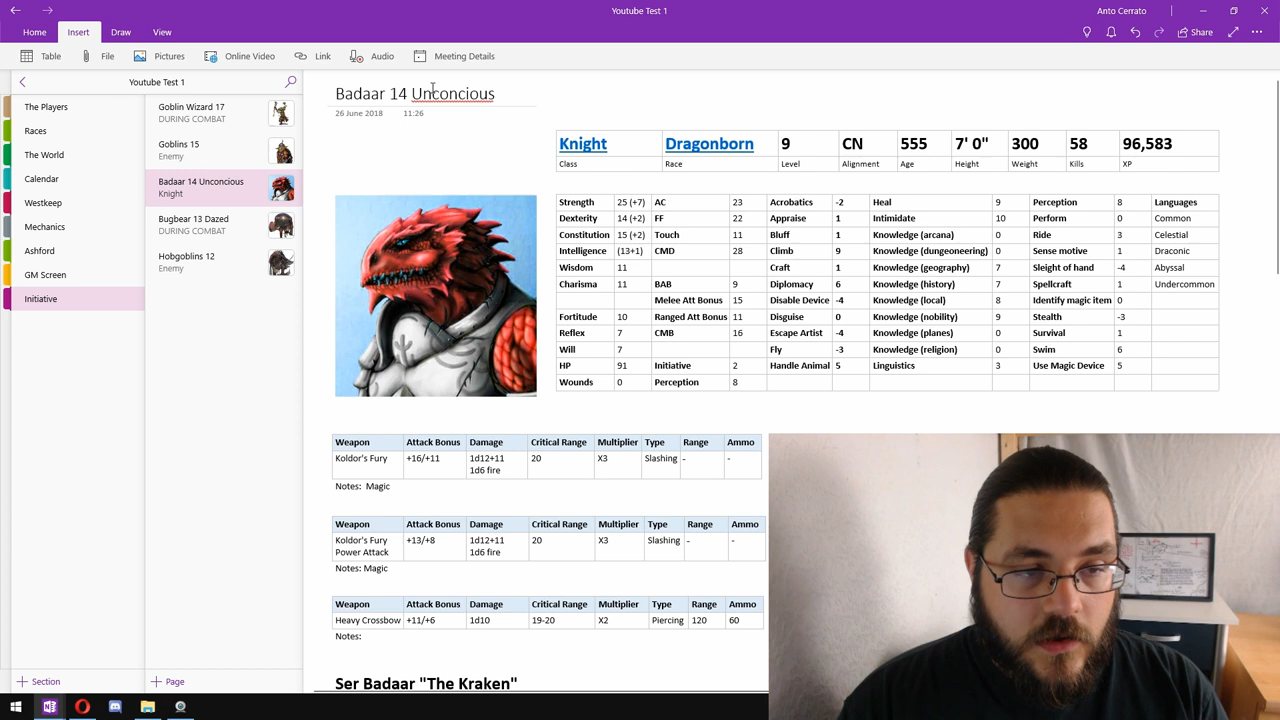 Youtube Test 1
Anto Cerrato
Home Insert Draw View
Share
Table File Pictures Online Video Link Audio Meeting Details
Youtube Test 1
The Players
Races
The World
Calendar
Westkeep
Mechanics
Ashford
GM Screen
Initiative
Section
Goblin Wizard 17
DURING COMBAT
Goblins 15
Enemy
Badaar 14 Unconcious
Knight
Bugbear 13 Dazed
DURING COMBAT
Hobgoblins 12
Enemy
Page
Badaar 14 Unconcious
26 June 2018 11:26
Knight Dragonborn 9 CN 555 7' 0" 300 58 96,583
Class Race Level Alignment Age Height Weight Kills XP
Strength 25 (+7) AC 23 Acrobatics -2 Heal 9 Perception 8 Languages
Dexterity 14 (+2) FF 22 Appraise 1 Intimidate 10 Perform 0 Common
Constitution 15 (+2) Touch 11 Bluff 1 Knowledge (arcana) 0 Ride 3 Celestial
Intelligence (13+1) CMD 28 Climb 9 Knowledge (dungeoneering) 0 Sense motive 1 Draconic
Wisdom 11 Craft 1 Knowledge (geography) 7 Sleight of hand -4 Abyssal
Charisma 11 BAB 9 Diplomacy 6 Knowledge (history) 7 Spellcraft 1 Undercommon
Melee Att Bonus 15 Disable Device -4 Knowledge (local) 8 Identify magic item 0
Fortitude 10 Ranged Att Bonus 11 Disguise 0 Knowledge (nobility) 9 Stealth -3
Reflex 7 CMB 16 Escape Artist -4 Knowledge (planes) 0 Survival 1
Will 7 Fly -3 Knowledge (religion) 0 Swim 6
HP 91 Initiative 2 Handle Animal 5 Linguistics 3 Use Magic Device 5
Wounds 0 Perception 8
Weapon Attack Bonus Damage Critical Range Multiplier Type Range Ammo
Koldor's Fury +16/+11 1d12+11 20 X3 Slashing - -
1d6 fire
Notes: Magic
Weapon Attack Bonus Damage Critical Range Multiplier Type Range Ammo
Koldor's Fury +13/+8 1d12+11 20 X3 Slashing - -
Power Attack 1d6 fire
Notes: Magic
Weapon Attack Bonus Damage Critical Range Multiplier Type Range Ammo
Heavy Crossbow +11/+6 1d10 19-20 X2 Piercing 120 60
Notes:
Ser Badaar "The Kraken"